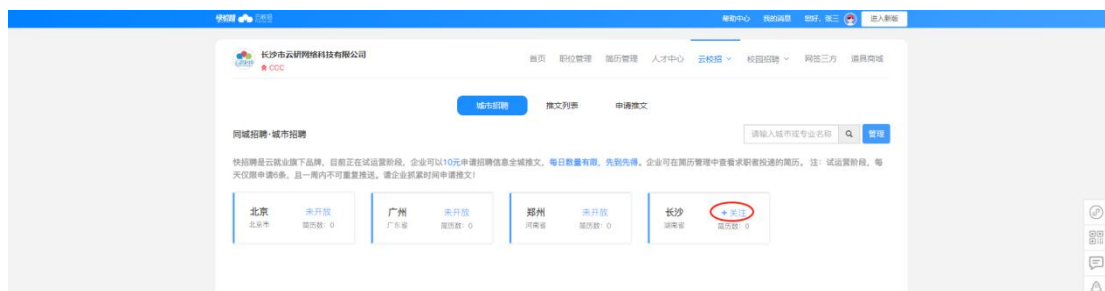 快招聘 云就业
帮助中心 我的消息 您好，张三 进入新版
长沙市云研网络科技有限公司
CCC
首页 职位管理 简历管理 人才中心 云校招 校园招聘 网签三方 道具商城
城市招聘 推文列表 申请推文
同城招聘·城市招聘
请输入城市或专业名称 管理
快招聘是云就业旗下品牌，目前正在试运营阶段，企业可以10元申请招聘信息全城推文，每日数量有限，先到先得。企业可在简历管理中查看求职者投递的简历。 注：试运营阶段，每
天仅限申请6条，且一周内不可重复推送。请企业抓紧时间申请推文！
北京 未开放 广州 未开放 郑州 未开放 长沙 +关注
北京市 简历数：0 广东省 简历数：0 河南省 简历数：0 湖南省 简历数：0